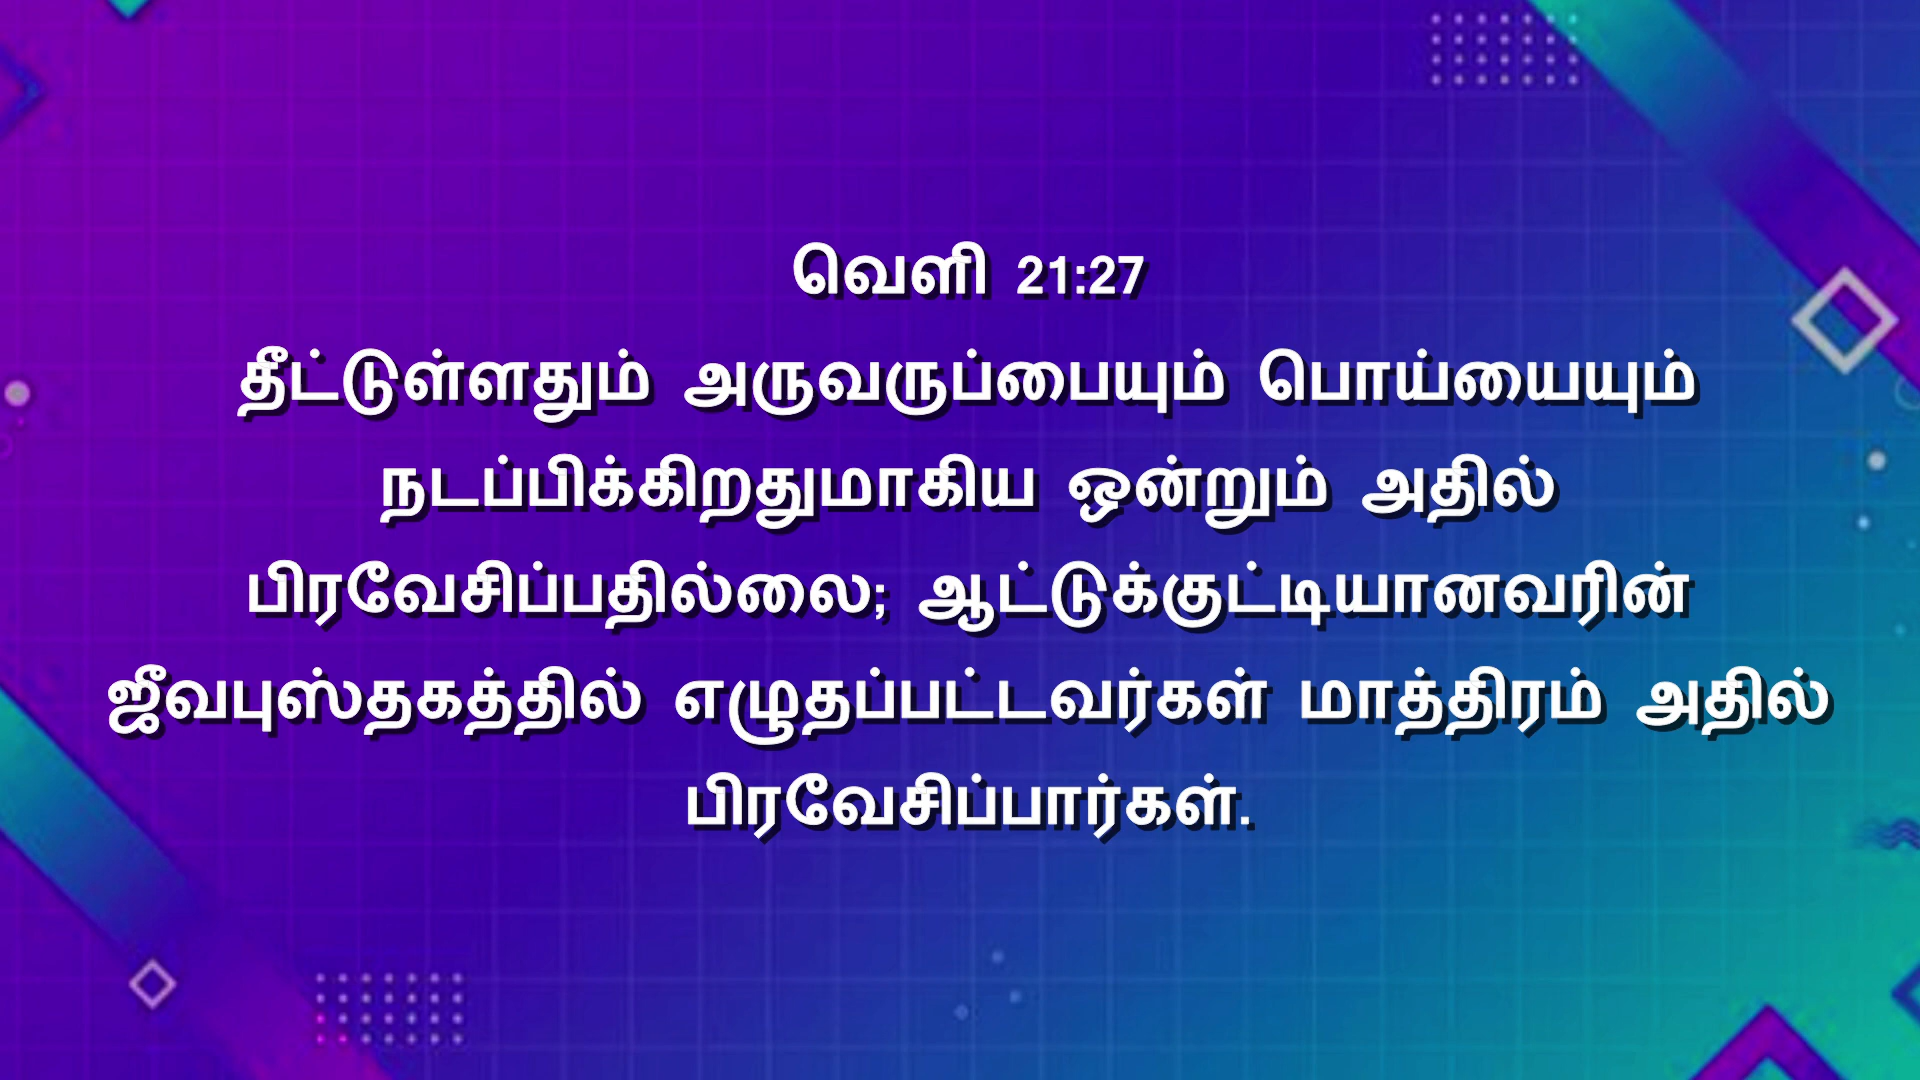 வெளி 21:27
தீட்டுள்ளதும் அருவருப்பையும் பொய்யையும்
நடப்பிக்கிறதுமாகிய ஒன்றும் அதில்
பிரவேசிப்பதில்லை; ஆட்டுக்குட்டியானவரின்
ஜீவபுஸ்தகத்தில் எழுதப்பட்டவர்கள் மாத்திரம் அதில்
பிரவேசிப்பார்கள்.